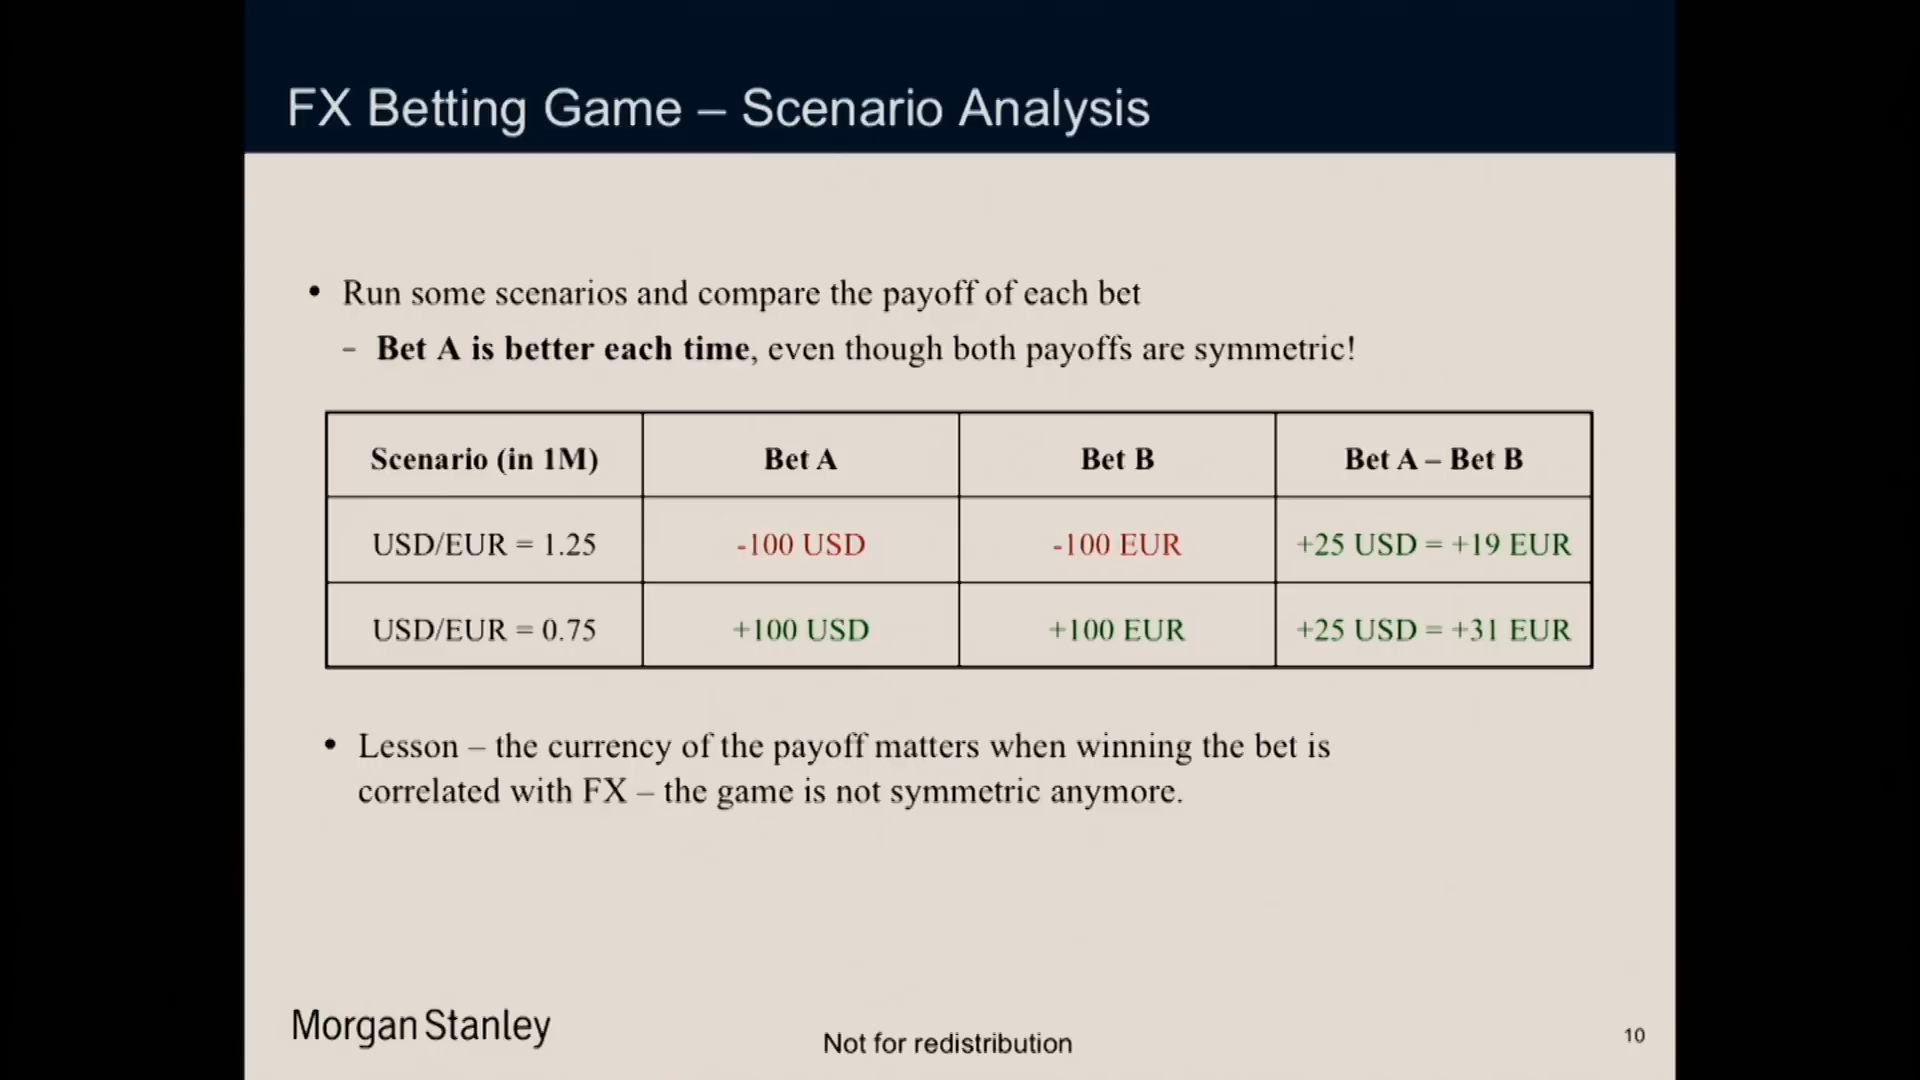 FX Betting Game – Scenario Analysis
• Run some scenarios and compare the payoff of each bet
– Bet A is better each time, even though both payoffs are symmetric!
Scenario (in 1M) Bet A Bet B Bet A – Bet B
USD/EUR = 1.25 -100 USD -100 EUR +25 USD = +19 EUR
USD/EUR = 0.75 +100 USD +100 EUR +25 USD = +31 EUR
• Lesson – the currency of the payoff matters when winning the bet is
correlated with FX – the game is not symmetric anymore.
Morgan Stanley
Not for redistribution
10